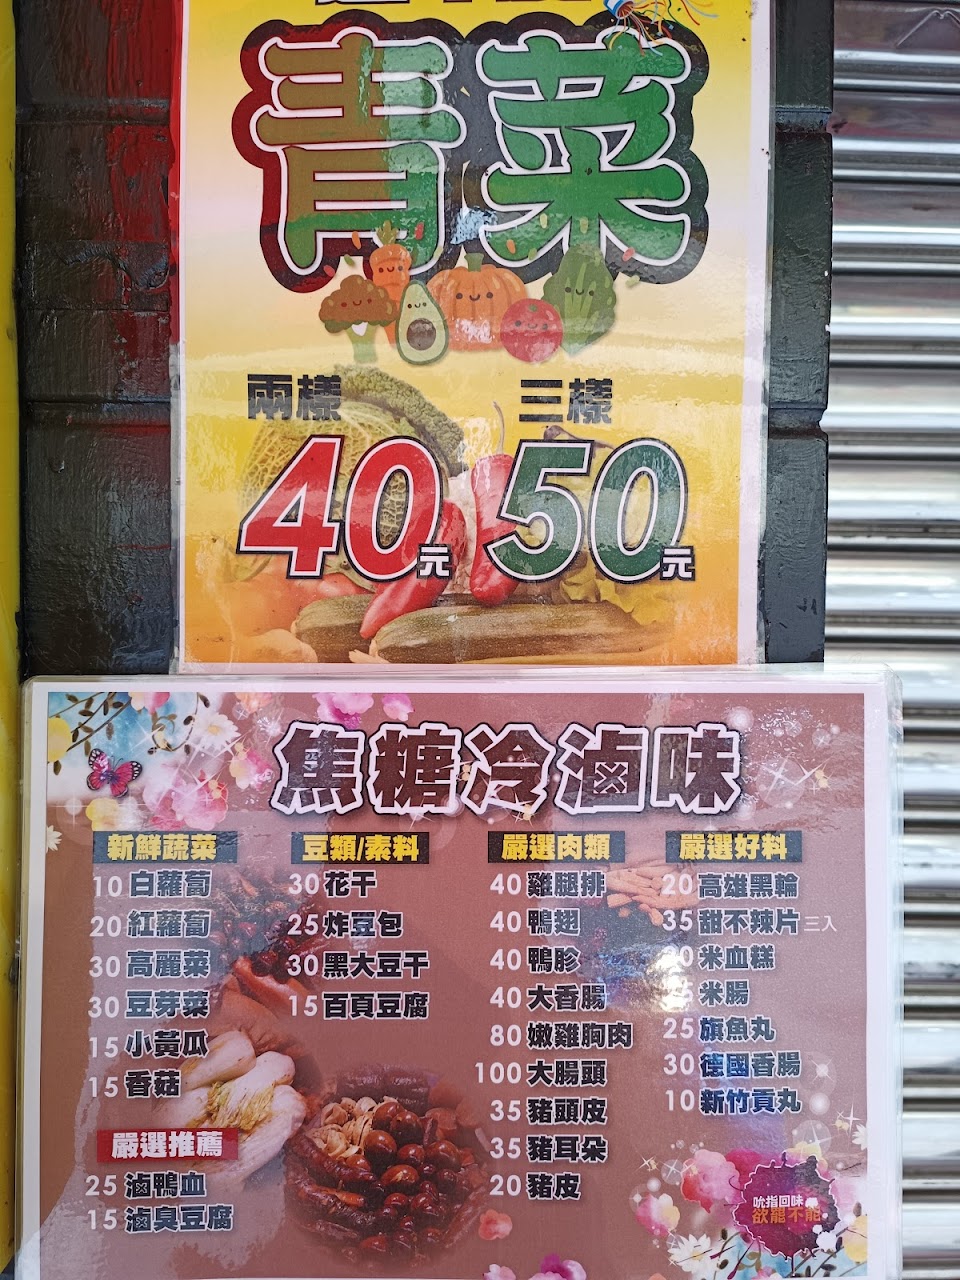 青菜
兩樣 三樣
40元 50元
焦糖冷滷味
新鮮蔬菜
10 白蘿蔔
20 紅蘿蔔
30 高麗菜
30 豆芽菜
15 小黃瓜
15 香菇
嚴選推薦
25 滷鴨血
15 滷臭豆腐
豆類/素料
30 花干
25 炸豆包
30 黑大豆干
15 百頁豆腐
嚴選肉類
40 雞腿排
40 鴨翅
40 鴨胗
40 大香腸
80 嫩雞胸肉
100 大腸頭
35 豬頭皮
35 豬耳朵
20 豬皮
嚴選好料
20 高雄黑輪
35 甜不辣片 三入
米血糕
米腸
25 旗魚丸
30 德國香腸
10 新竹貢丸
吮指回味
欲罷不能